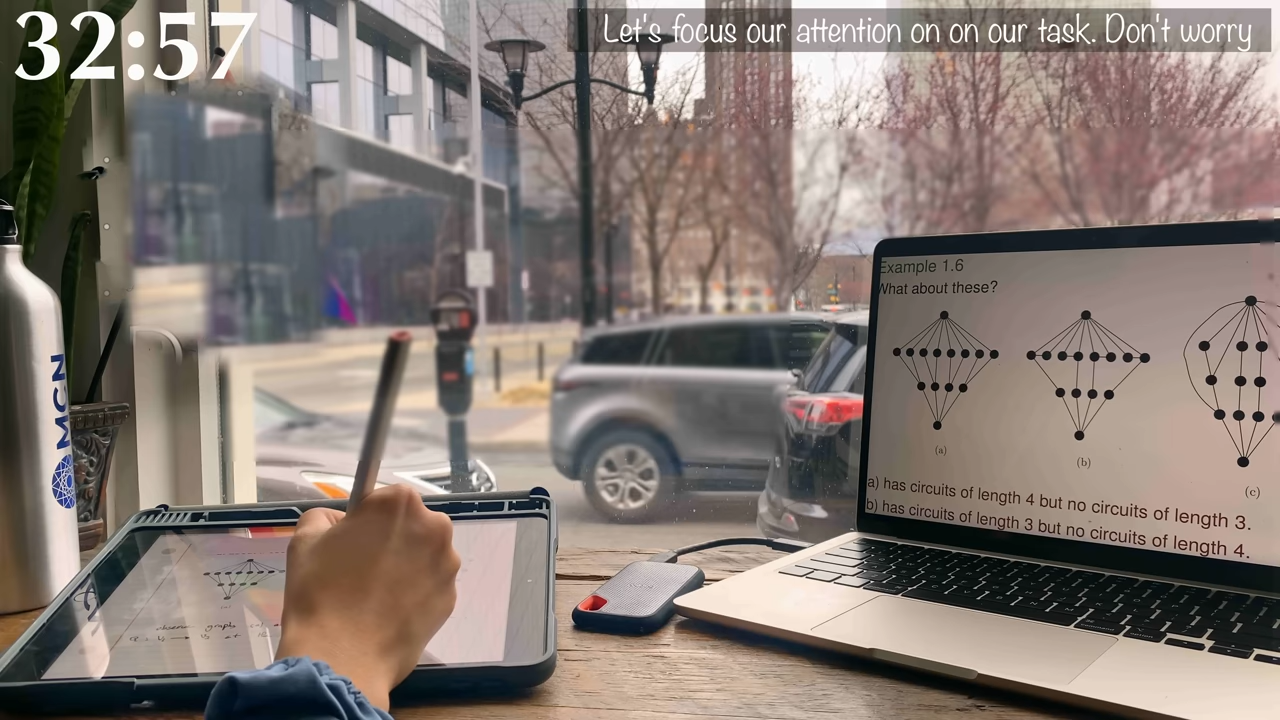 32:57
Let's focus our attention on on our task. Don't worry
MCN
Example 1.6
What about these?
(a)
(b)
(c)
a) has circuits of length 4 but no circuits of length 3.
b) has circuits of length 3 but no circuits of length 4.
graphs